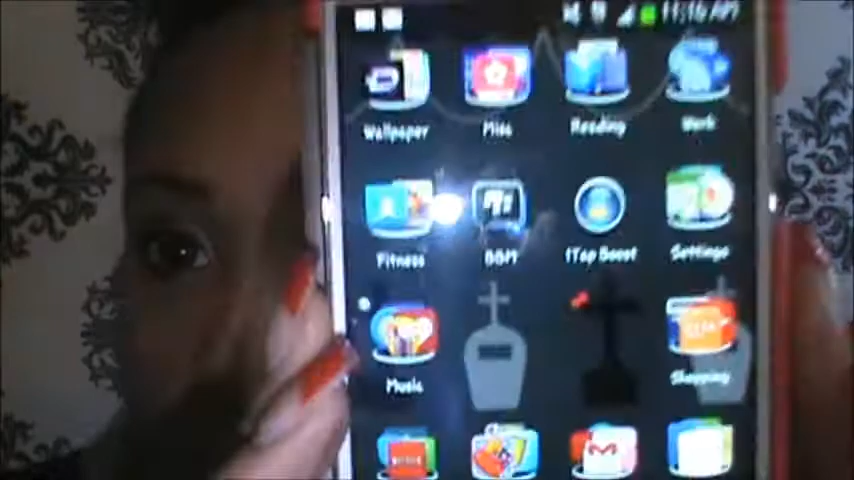 11:16 AM
Wallpaper Misc Reading Work
Fitness BBM 1Tap Boost Settings
Music Shopping